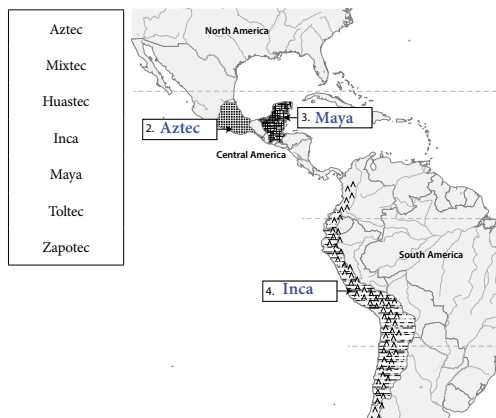 Aztec
Mixtec
Huastec
Inca
Maya
Toltec
Zapotec
North America
2. Aztec
3. Maya
Central America
South America
4. Inca